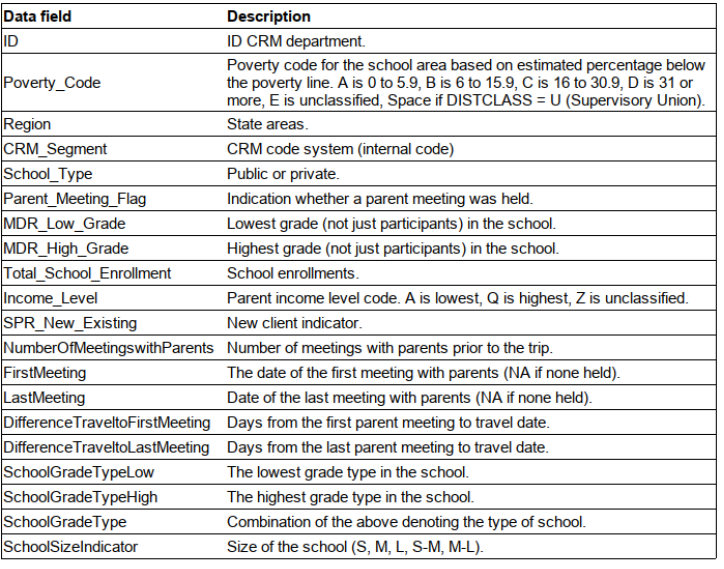 Data field Description
ID ID CRM department.
Poverty_Code Poverty code for the school area based on estimated percentage below
the poverty line. A is 0 to 5.9, B is 6 to 15.9, C is 16 to 30.9, D is 31 or
more, E is unclassified, Space if DISTCLASS = U (Supervisory Union).
Region State areas.
CRM_Segment CRM code system (internal code)
School_Type Public or private.
Parent_Meeting_Flag Indication whether a parent meeting was held.
MDR_Low_Grade Lowest grade (not just participants) in the school.
MDR_High_Grade Highest grade (not just participants) in the school.
Total_School_Enrollment School enrollments.
Income_Level Parent income level code. A is lowest, Q is highest, Z is unclassified.
SPR_New_Existing New client indicator.
NumberOfMeetingswithParents Number of meetings with parents prior to the trip.
FirstMeeting The date of the first meeting with parents (NA if none held).
LastMeeting Date of the last meeting with parents (NA if none held).
DifferenceTraveltoFirstMeeting Days from the first parent meeting to travel date.
DifferenceTraveltoLastMeeting Days from the last parent meeting to travel date.
SchoolGradeTypeLow The lowest grade type in the school.
SchoolGradeTypeHigh The highest grade type in the school.
SchoolGradeType Combination of the above denoting the type of school.
SchoolSizeIndicator Size of the school (S, M, L, S-M, M-L).